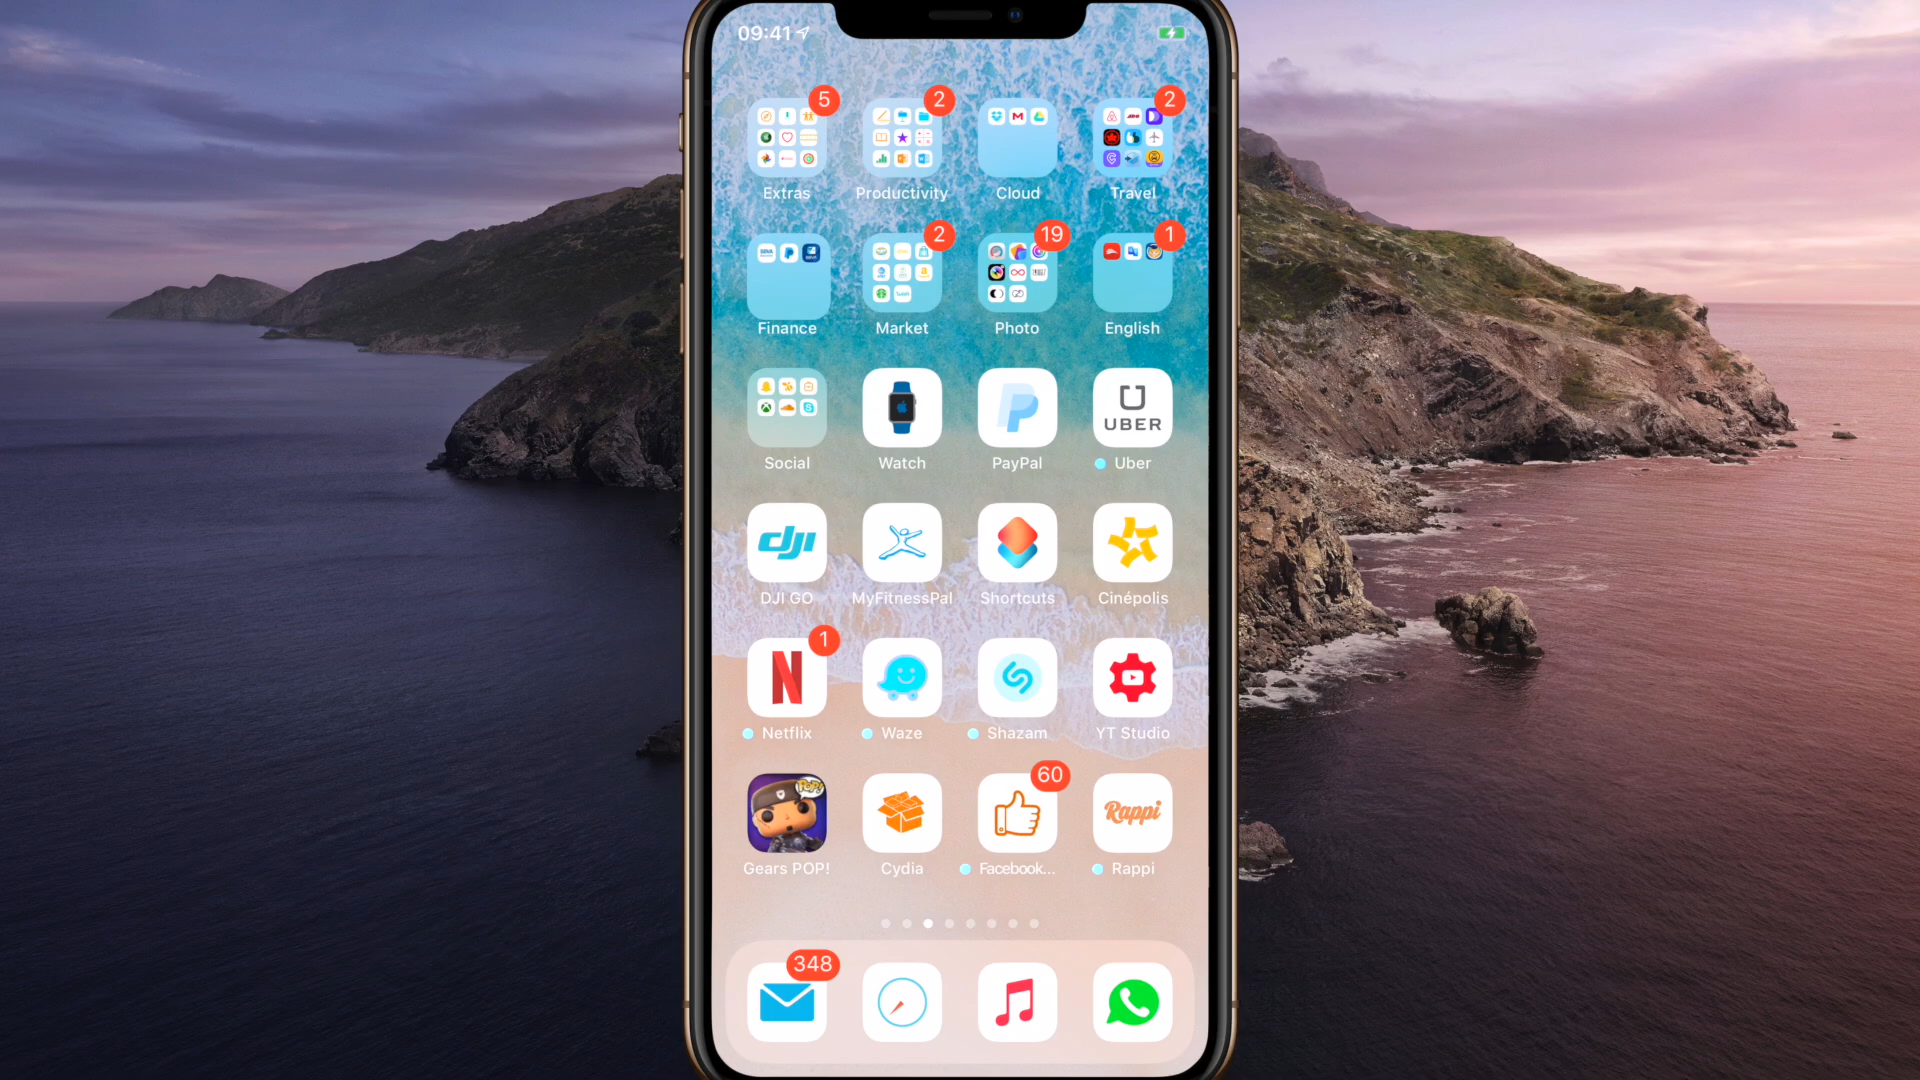 09:41
5
2
2
Extras
Productivity
Cloud
Travel
2
19
1
Finance
Market
Photo
English
UBER
Social
Watch
PayPal
Uber
dji
DJI GO
MyFitnessPal
Shortcuts
Cinépolis
1
N
Netflix
Waze
Shazam
YT Studio
60
POP!
Rappi
Gears POP!
Cydia
Facebook...
Rappi
348